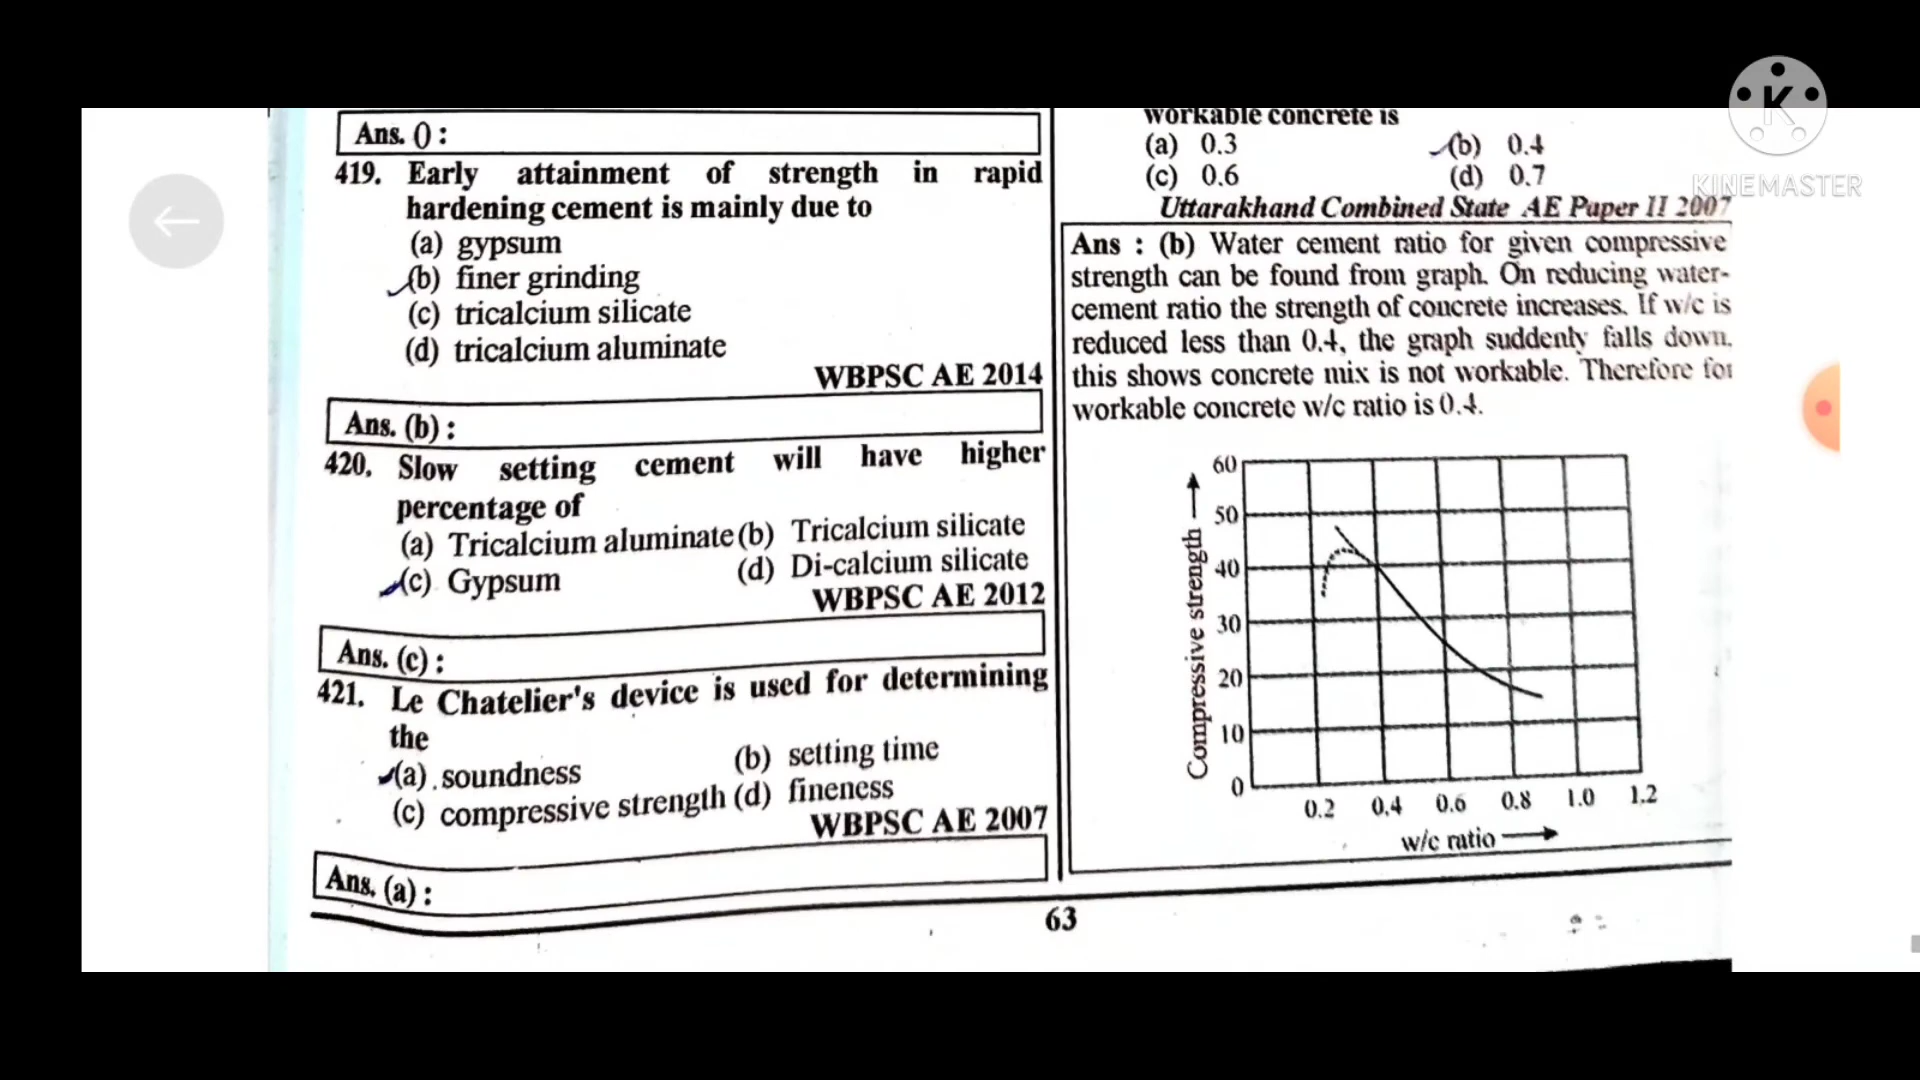 Ans. () :
419. Early attainment of strength in rapid
hardening cement is mainly due to
(a) gypsum
(b) finer grinding
(c) tricalcium silicate
(d) tricalcium aluminate
WBPSC AE 2014
Ans. (b) :
420. Slow setting cement will have higher
percentage of
(a) Tricalcium aluminate (b) Tricalcium silicate
(c) Gypsum (d) Di-calcium silicate
WBPSC AE 2012
Ans. (c) :
421. Le Chatelier's device is used for determining
the
(a) soundness (b) setting time
(c) compressive strength (d) fineness
WBPSC AE 2007
Ans. (a) :
workable concrete is
(a) 0.3 (b) 0.4
(c) 0.6 (d) 0.7
Uttarakhand Combined State AE Paper II 2007
Ans : (b) Water cement ratio for given compressive
strength can be found from graph. On reducing water-
cement ratio the strength of concrete increases. If w/c is
reduced less than 0.4, the graph suddenly falls down.
this shows concrete mix is not workable. Therefore for
workable concrete w/c ratio is 0.4.
Compressive strength
60
50
40
30
20
10
0
0.2 0.4 0.6 0.8 1.0 1.2
w/c ratio
63
K
KINEMASTER